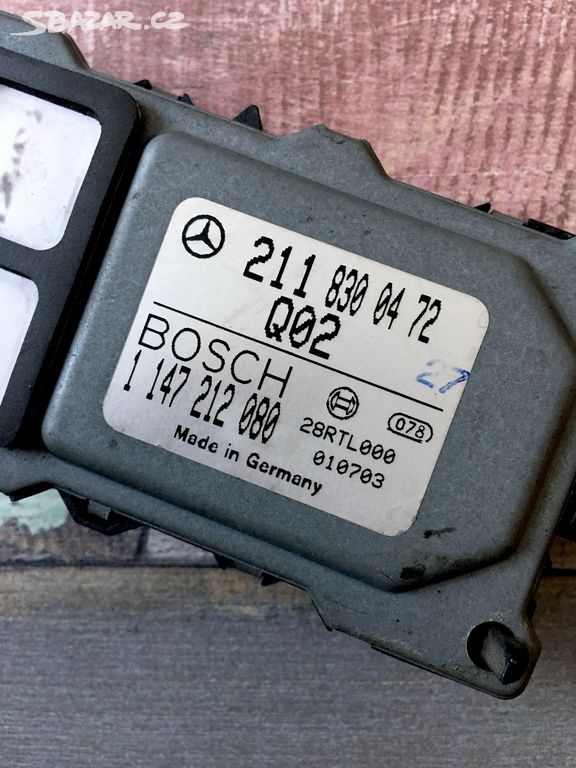 SBAZAR.CZ
211 830 04 72
Q02
BOSCH
27
1 147 212 080
28RTL000
078
Made in Germany
010703